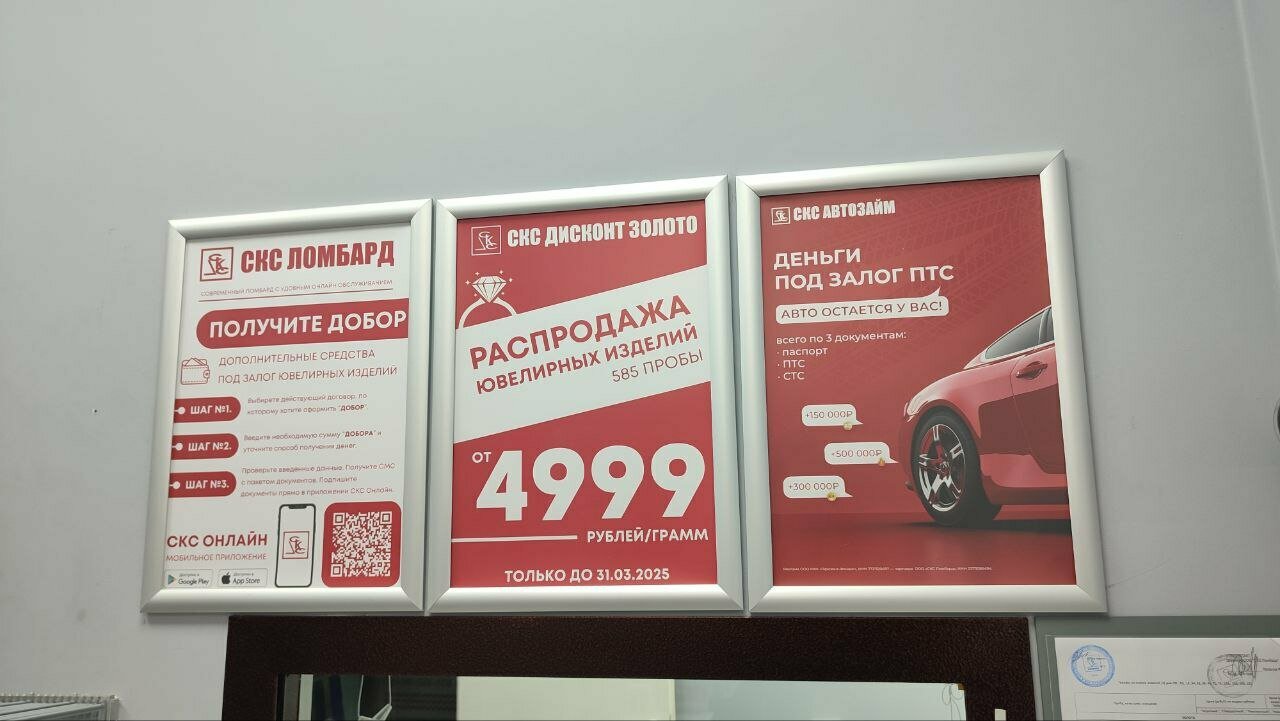 СКС ЛОМБАРД
СОВРЕМЕННЫЙ ЛОМБАРД С УДОБНЫМ ОНЛАЙН ОБСЛУЖИВАНИЕМ
ПОЛУЧИТЕ ДОБОР
ДОПОЛНИТЕЛЬНЫЕ СРЕДСТВА
ПОД ЗАЛОГ ЮВЕЛИРНЫХ ИЗДЕЛИЙ
ШАГ №1.
Выберете действующий договор, по
которому хотите оформить "ДОБОР".
ШАГ №2.
Введите необходимую сумму "ДОБОРА" и
уточните способ получения денег.
ШАГ №3.
Проверьте введенные данные. Получите СМС
с пакетом документов. Подпишите
документы прямо в приложении СКС Онлайн.
СКС ОНЛАЙН
МОБИЛЬНОЕ ПРИЛОЖЕНИЕ
Google Play
App Store
СКС ДИСКОНТ ЗОЛОТО
РАСПРОДАЖА
ЮВЕЛИРНЫХ ИЗДЕЛИЙ
585 ПРОБЫ
ОТ
4999
РУБЛЕЙ/ГРАММ
ТОЛЬКО ДО 31.03.2025
СКС АВТОЗАЙМ
ДЕНЬГИ
ПОД ЗАЛОГ ПТС
АВТО ОСТАЕТСЯ У ВАС!
всего по 3 документам:
· паспорт
· ПТС
· СТС
+150 000₽
+500 000₽
+300 000₽